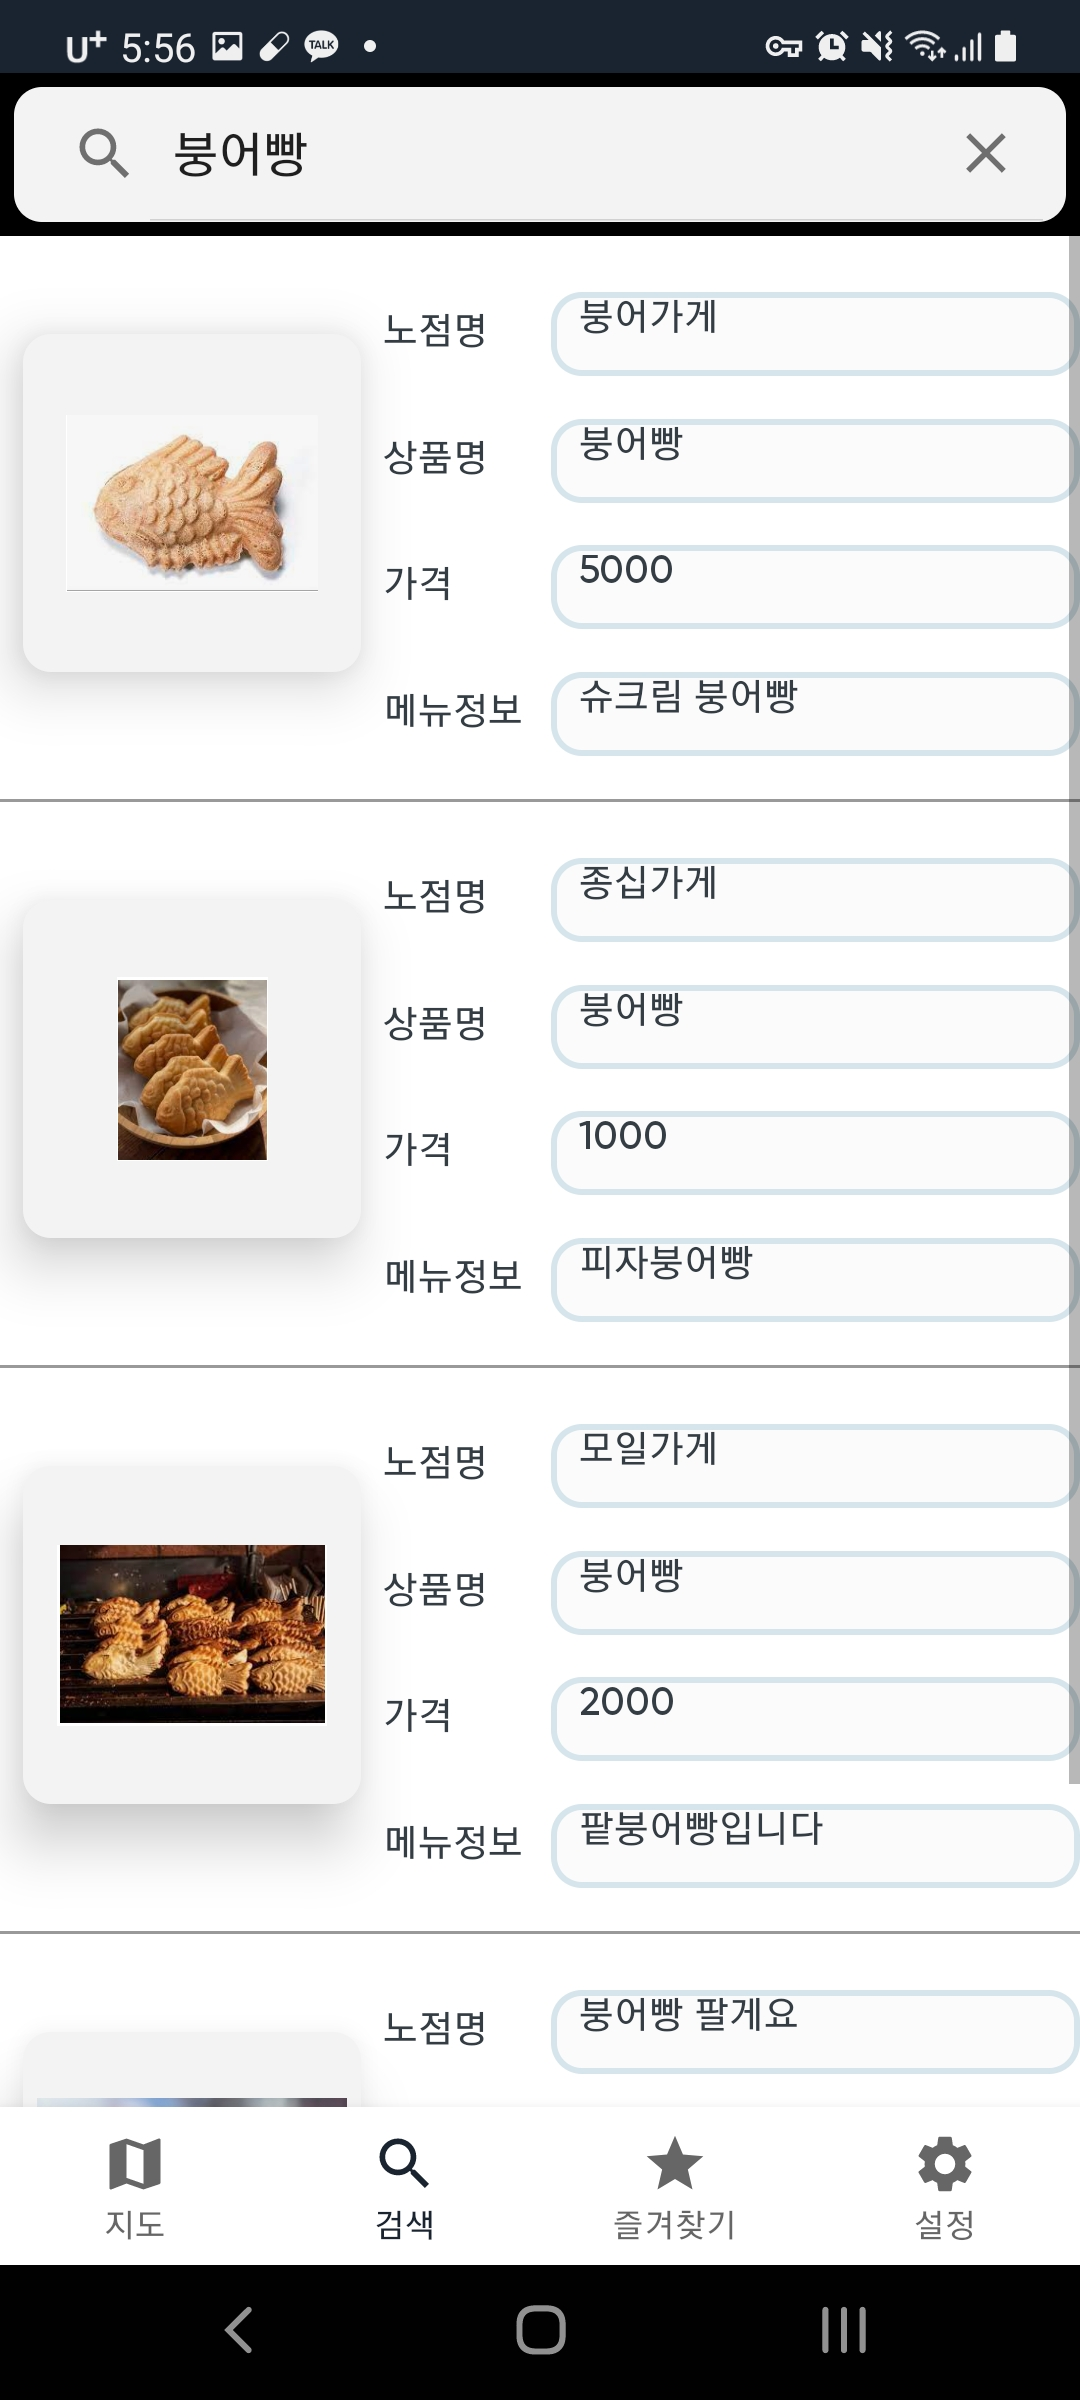 U+ 5:56 TALK
붕어빵
노점명 붕어가게
상품명 붕어빵
가격 5000
메뉴정보 슈크림 붕어빵
노점명 종십가게
상품명 붕어빵
가격 1000
메뉴정보 피자붕어빵
노점명 모일가게
상품명 붕어빵
가격 2000
메뉴정보 팥붕어빵입니다
노점명 붕어빵 팔게요
지도 검색 즐겨찾기 설정